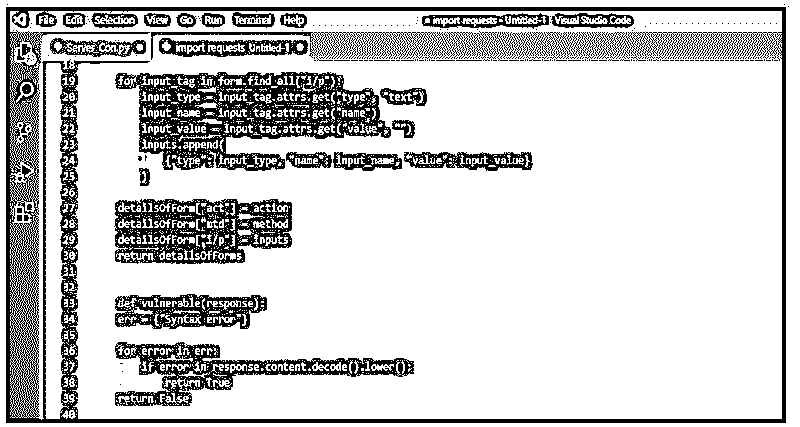 File Edit Selection View Go Run Terminal Help
import requests • Untitled-1 Visual Studio Code
Server_Con.py import requests Untitled-1
18
19 for input_tag in form.find_all("i/p"):
20 input_type = input_tag.attrs.get("type", "text")
21 input_name = input_tag.attrs.get("name")
22 input_value = input_tag.attrs.get("value", "")
23 inputs.append(
24 {"type": input_type, "name": input_name, "value": input_value}
25 )
26
27 detailsOfForm["act"] = action
28 detailsOfForm["mtd"] = method
29 detailsOfForm["i/p"] = inputs
30 return detailsOfForms
31
32
33 def vulnerable(response):
34 err = {"Syntax error"}
35
36 for error in err:
37 if error in response.content.decode().lower():
38 return True
39 return False
40